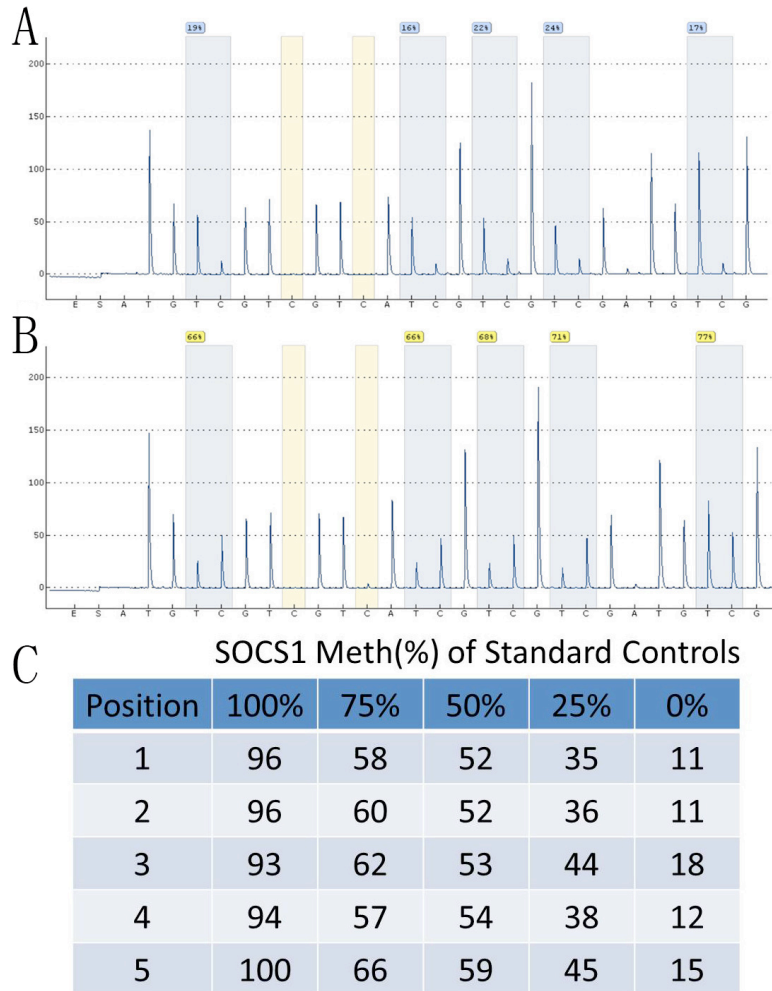 A
19% 16% 22% 24% 17%
200
150
100
50
0
E S A T G T C G T C G T C A T C G T C G T C G A T G T C G
B
66% 66% 68% 71% 77%
200
150
100
50
0
E S A T G T C G T C G T C A T C G T C G T C G A T G T C G
C
SOCS1 Meth(%) of Standard Controls
Position 100% 75% 50% 25% 0%
1 96 58 52 35 11
2 96 60 52 36 11
3 93 62 53 44 18
4 94 57 54 38 12
5 100 66 59 45 15